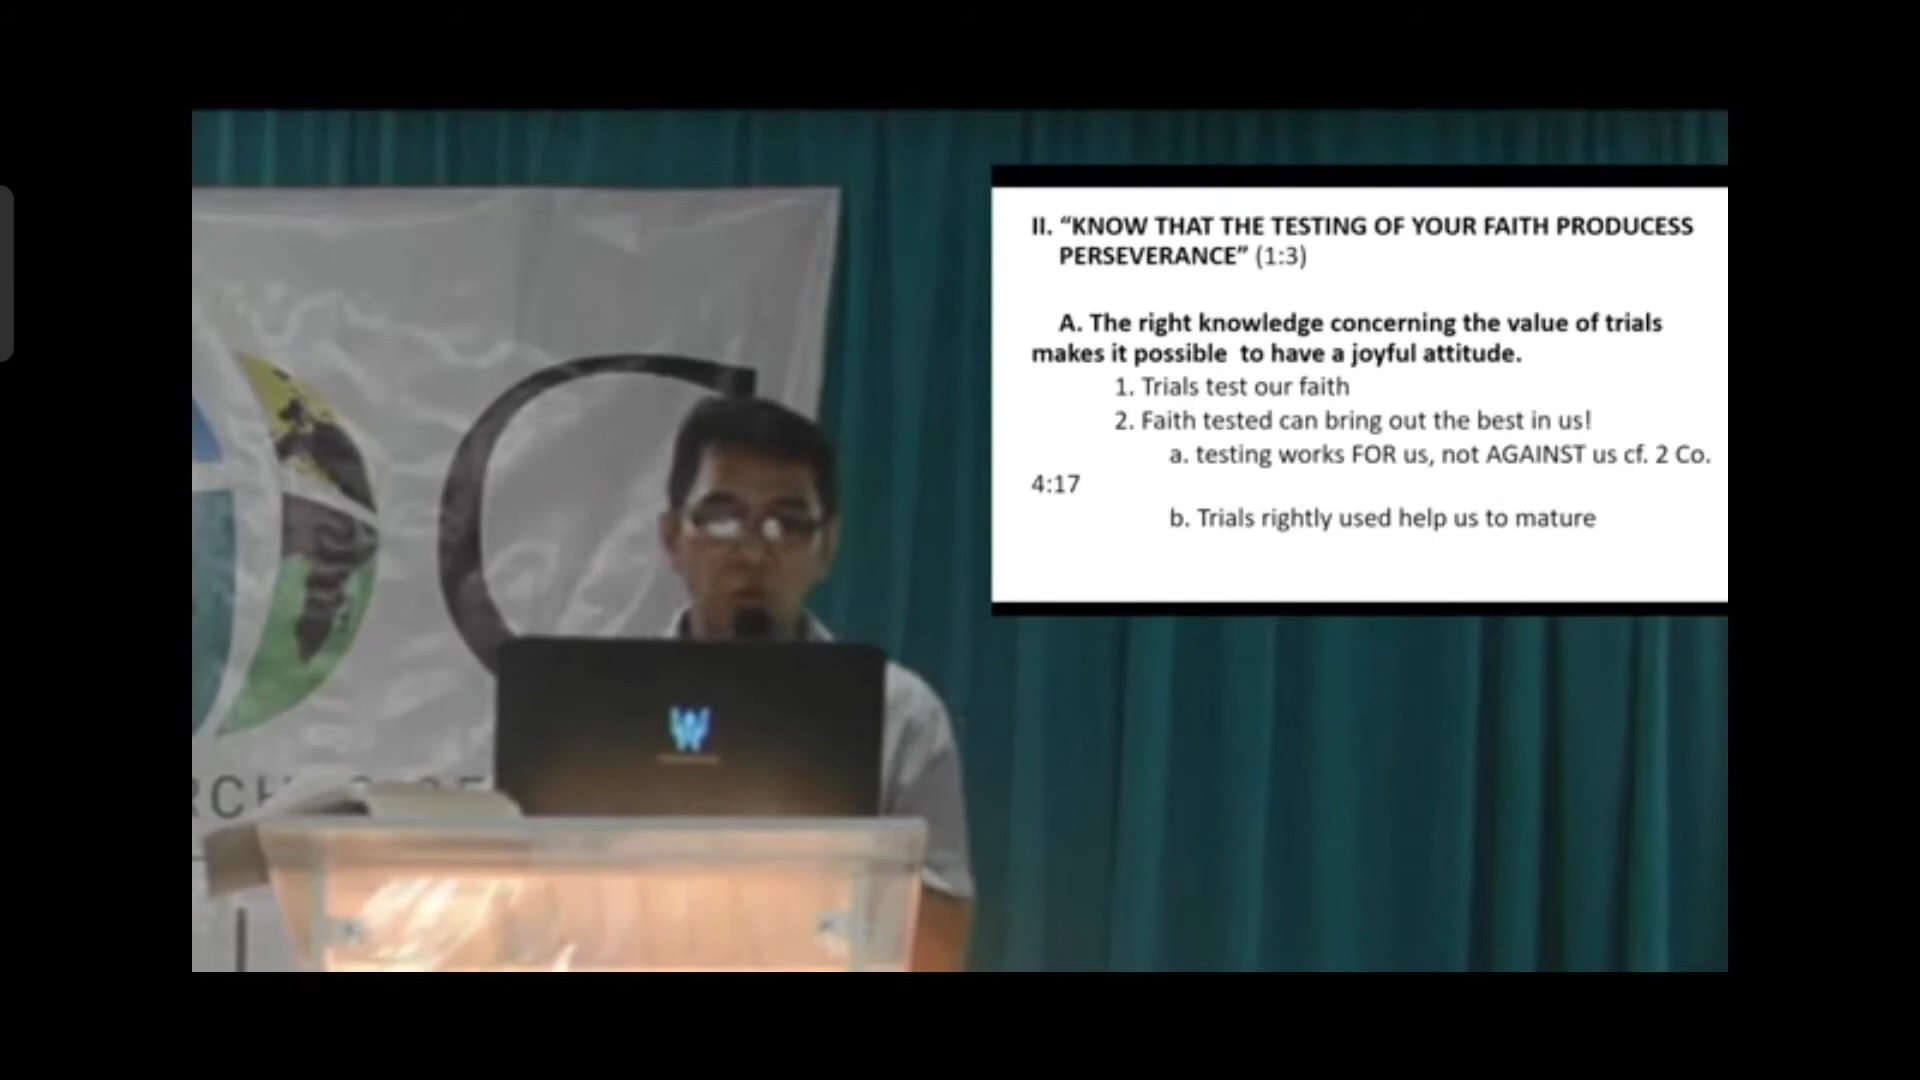 II. “KNOW THAT THE TESTING OF YOUR FAITH PRODUCESS
PERSEVERANCE” (1:3)
A. The right knowledge concerning the value of trials
makes it possible to have a joyful attitude.
1. Trials test our faith
2. Faith tested can bring out the best in us!
a. testing works FOR us, not AGAINST us cf. 2 Co.
4:17
b. Trials rightly used help us to mature
C
W